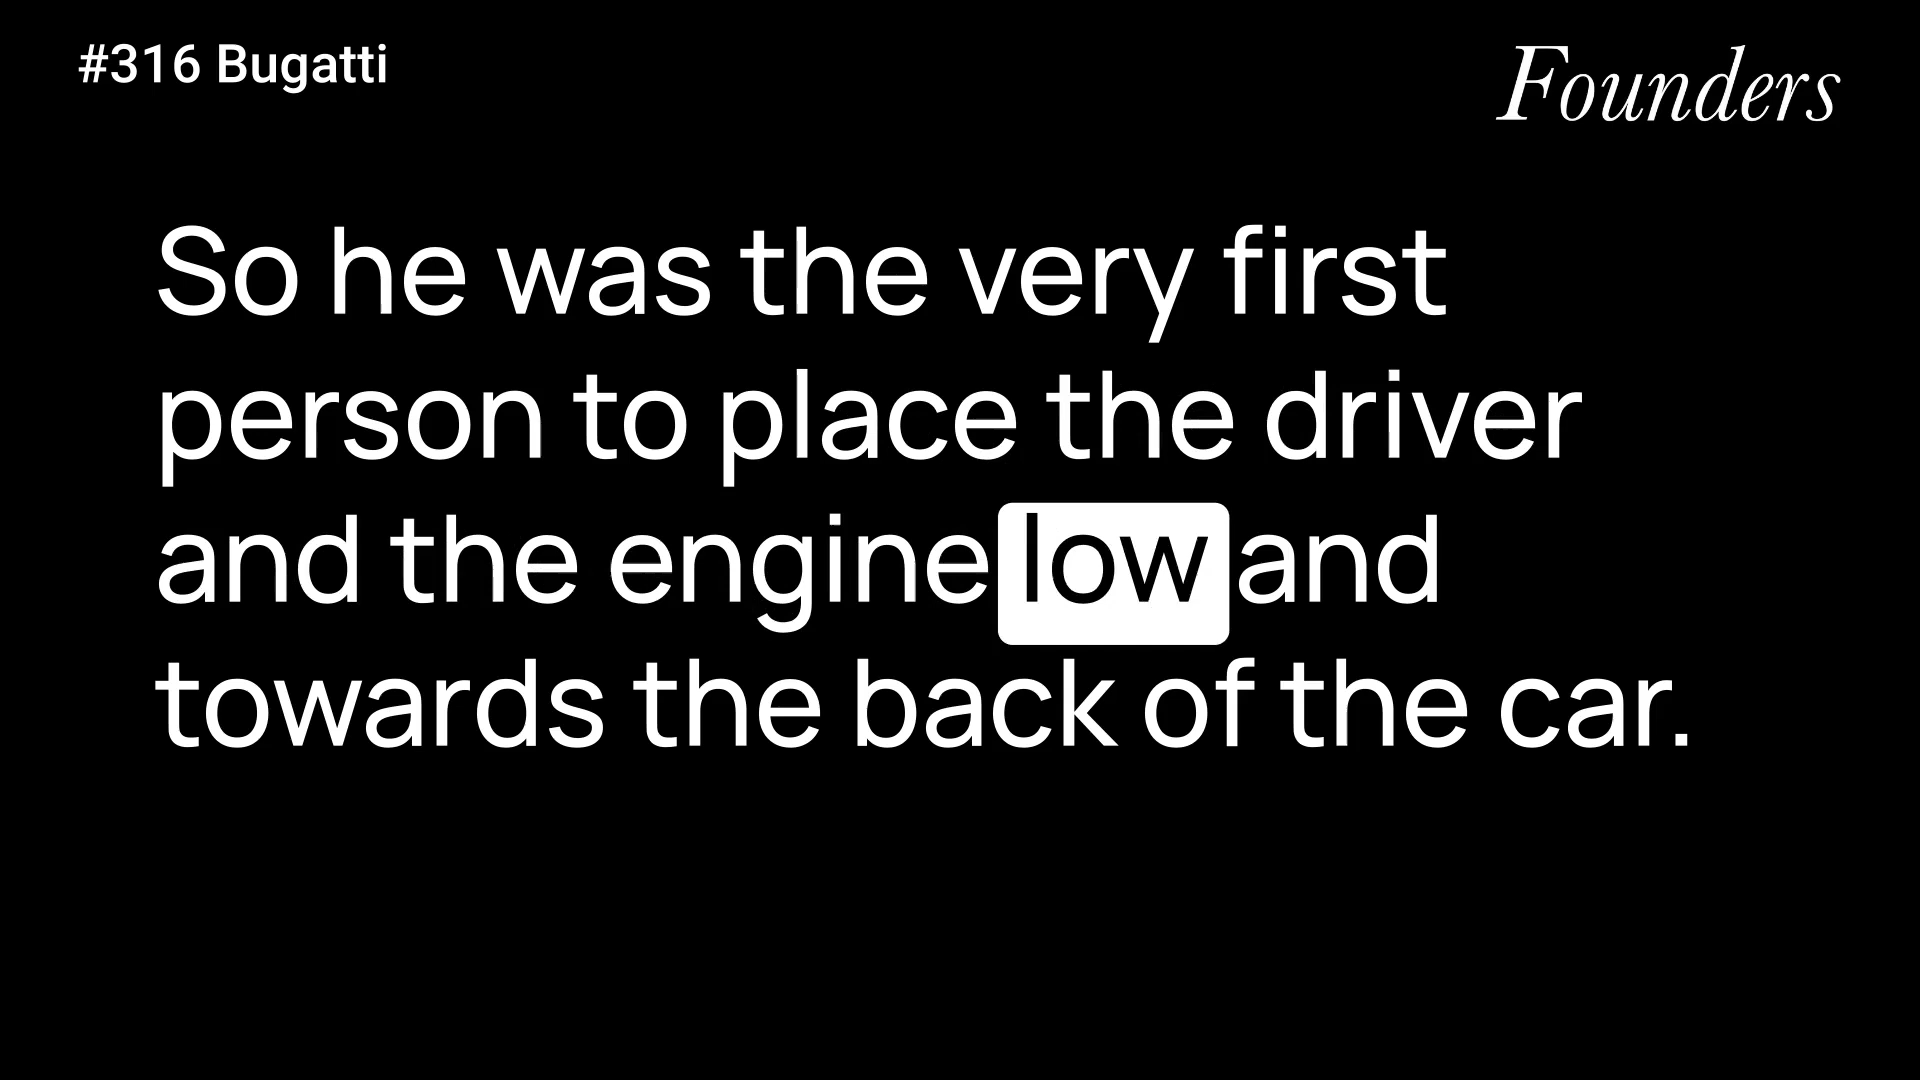 #316 Bugatti
Founders
So he was the very first
person to place the driver
and the engine low and
towards the back of the car.